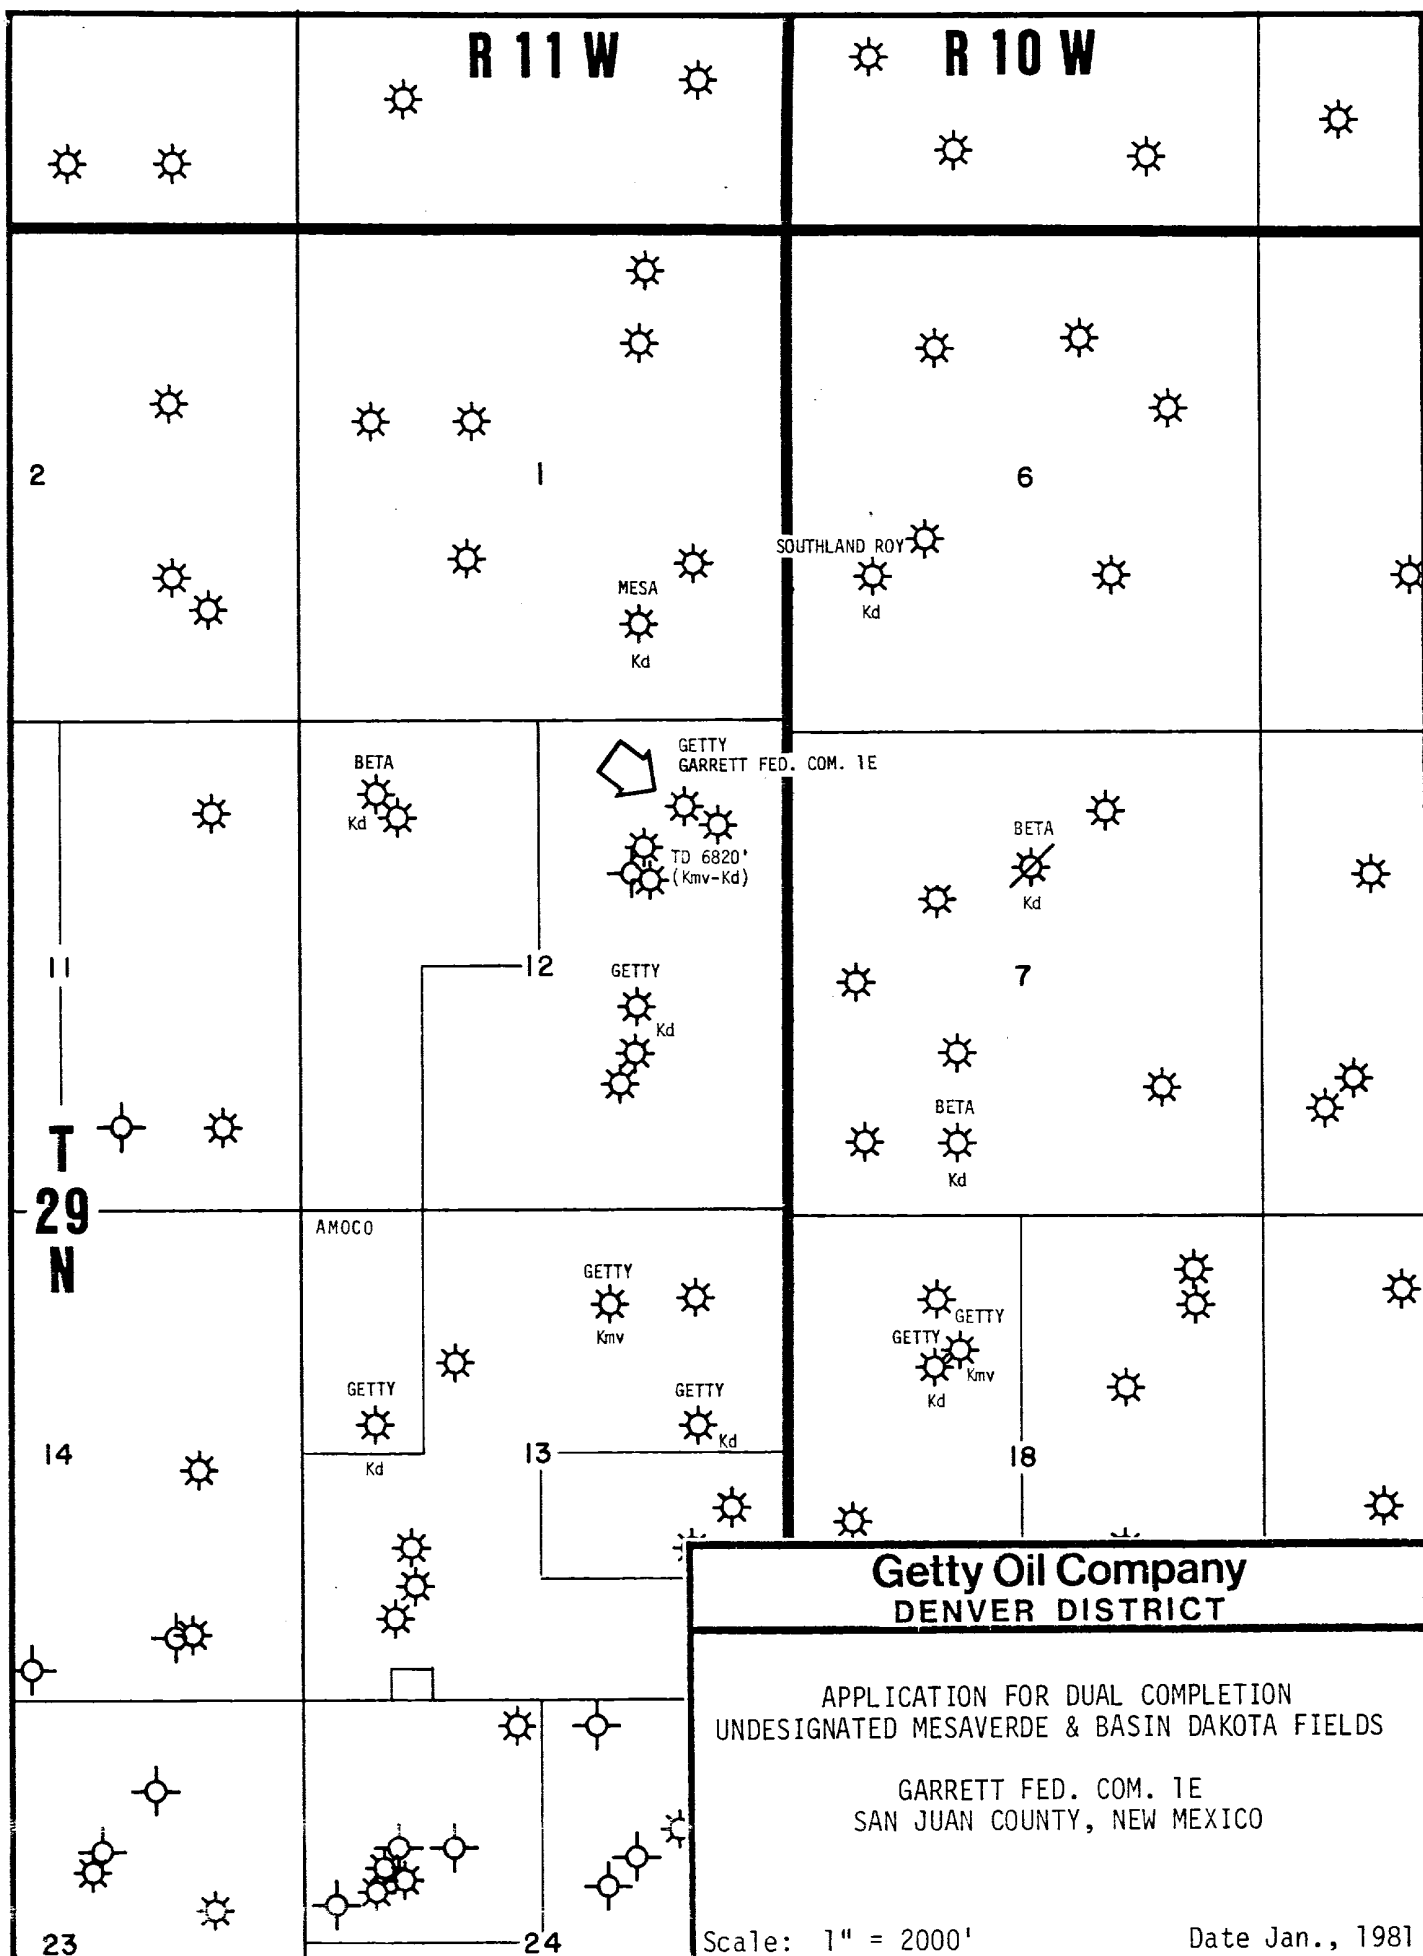 R 11 W
R 10 W
2
1
6
SOUTHLAND ROY
Kd
MESA
Kd
GETTY
GARRETT FED. COM. 1E
BETA
Kd
TD 6820'
(Kmv-Kd)
BETA
Kd
11
12
7
GETTY
Kd
BETA
Kd
T
29
N
AMOCO
GETTY
Kmv
GETTY
GETTY
Kmv
Kd
GETTY
Kd
GETTY
Kd
14
13
18
Getty Oil Company
DENVER DISTRICT
APPLICATION FOR DUAL COMPLETION
UNDESIGNATED MESAVERDE & BASIN DAKOTA FIELDS
GARRETT FED. COM. 1E
SAN JUAN COUNTY, NEW MEXICO
23
24
Scale: 1" = 2000'
Date Jan., 1981